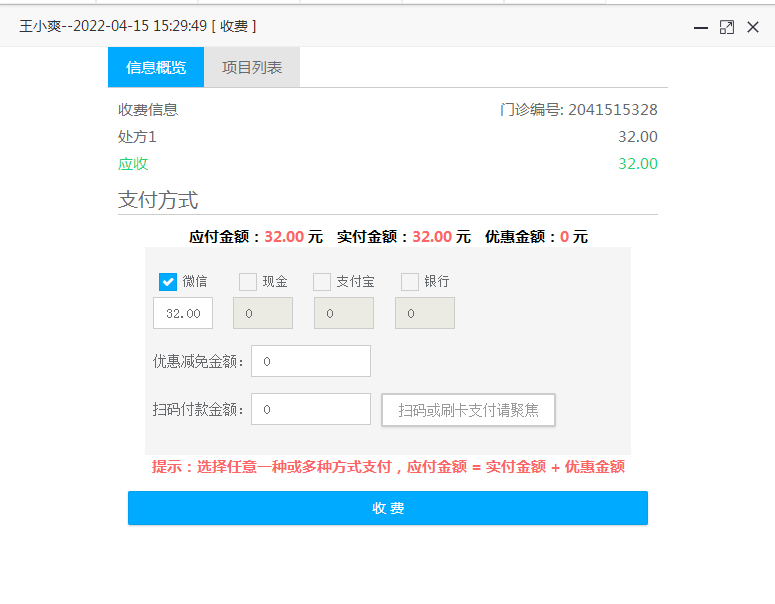 王小爽--2022-04-15 15:29:49 [ 收费 ]
信息概览 项目列表
收费信息 门诊编号: 2041515328
处方1 32.00
应收 32.00
支付方式
应付金额：32.00 元 实付金额：32.00 元 优惠金额：0 元
微信 现金 支付宝 银行
32.00 0 0 0
优惠减免金额： 0
扫码付款金额： 0 扫码或刷卡支付请聚焦
提示：选择任意一种或多种方式支付，应付金额 = 实付金额 + 优惠金额
收 费